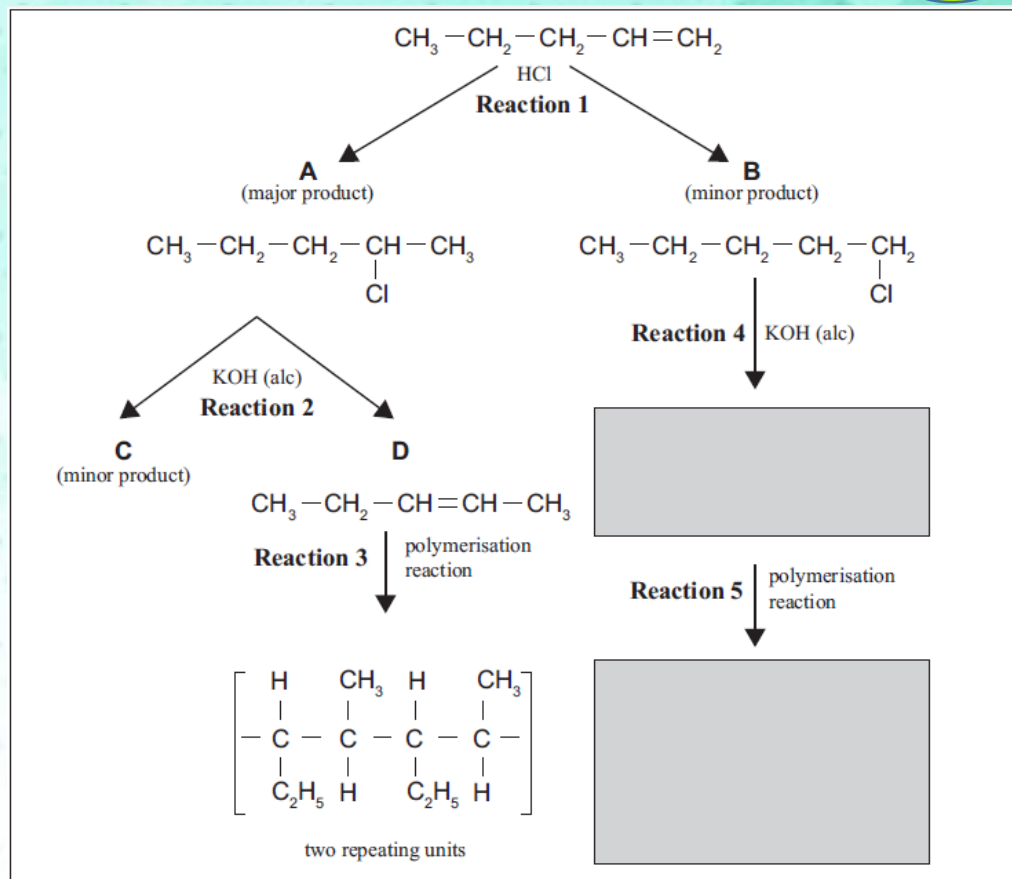 CH₃—CH₂—CH₂—CH=CH₂
HCl
Reaction 1
A
(major product)
B
(minor product)
CH₃—CH₂—CH₂—CH—CH₃
Cl
CH₃—CH₂—CH₂—CH₂—CH₂
Cl
Reaction 4 KOH (alc)
KOH (alc)
Reaction 2
C
(minor product)
D
CH₃—CH₂—CH=CH—CH₃
Reaction 3 polymerisation
reaction
Reaction 5 polymerisation
reaction
H CH₃ H CH₃
— C — C — C — C —
C₂H₅ H C₂H₅ H
two repeating units